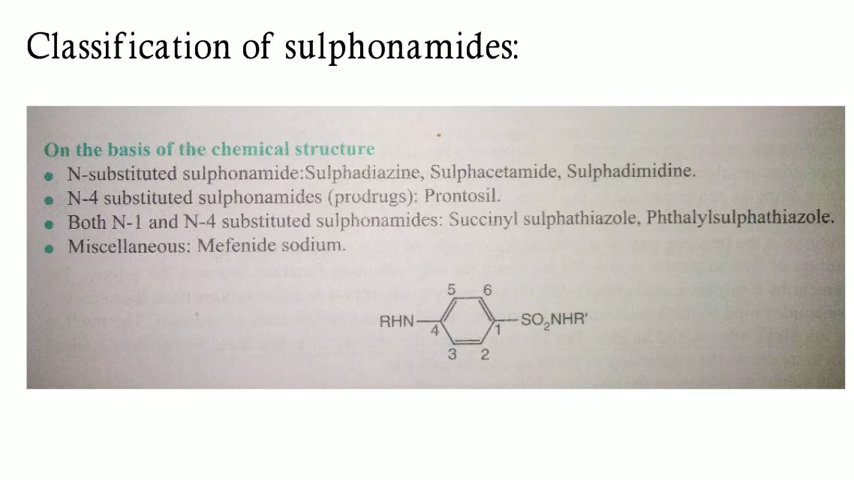 Classification of sulphonamides:
On the basis of the chemical structure
• N-substituted sulphonamide:Sulphadiazine, Sulphacetamide, Sulphadimidine.
• N-4 substituted sulphonamides (prodrugs): Prontosil.
• Both N-1 and N-4 substituted sulphonamides: Succinyl sulphathiazole, Phthalylsulphathiazole.
• Miscellaneous: Mefenide sodium.
5 6
RHN 4 1 SO₂NHR'
3 2